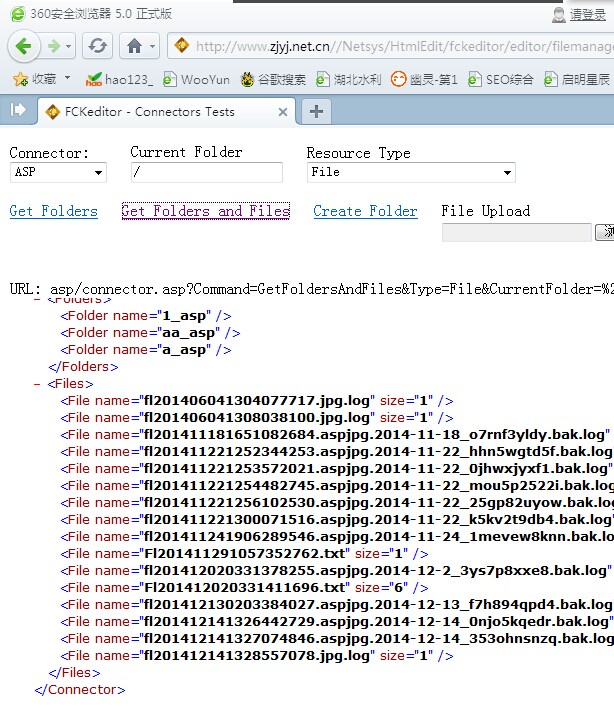 360安全浏览器 5.0 正式版
请登录
http://www.zjyj.net.cn//Netsys/HtmlEdit/fckeditor/editor/filemanage
收藏 hao123_ WooYun 谷歌搜索 湖北水利 幽灵-第1 SEO综合 启明星辰
FCKeditor - Connectors Tests
Connector: Current Folder Resource Type
ASP / File
Get Folders Get Folders and Files Create Folder File Upload
URL: asp/connector.asp?Command=GetFoldersAndFiles&Type=File&CurrentFolder=%2
- <Folders>
<Folder name="1_asp" />
<Folder name="aa_asp" />
<Folder name="a_asp" />
</Folders>
- <Files>
<File name="fl201406041304077717.jpg.log" size="1" />
<File name="fl201406041308038100.jpg.log" size="1" />
<File name="fl201411181651082684.aspjpg.2014-11-18_o7rnf3yldy.bak.log"
<File name="fl201411221252344253.aspjpg.2014-11-22_hhn5wgtd5f.bak.log
<File name="fl201411221253572021.aspjpg.2014-11-22_0jhwxjyxf1.bak.log"
<File name="fl201411221254482745.aspjpg.2014-11-22_mou5p2522i.bak.log
<File name="fl201411221256102530.aspjpg.2014-11-22_25gp82uyow.bak.log
<File name="fl201411221300071516.aspjpg.2014-11-22_k5kv2t9db4.bak.log"
<File name="fl201411241906289546.aspjpg.2014-11-24_1mevew8knn.bak.log
<File name="Fl201411291057352762.txt" size="1" />
<File name="fl201412020331378255.aspjpg.2014-12-2_3ys7p8xxe8.bak.log"
<File name="Fl201412020331411696.txt" size="6" />
<File name="fl201412130203384027.aspjpg.2014-12-13_f7h894qpd4.bak.log"
<File name="fl201412141326442729.aspjpg.2014-12-14_0njo5kqedr.bak.log"
<File name="fl201412141327074846.aspjpg.2014-12-14_353ohnsnzq.bak.log
<File name="fl201412141328557078.jpg.log" size="1" />
</Files>
</Connector>